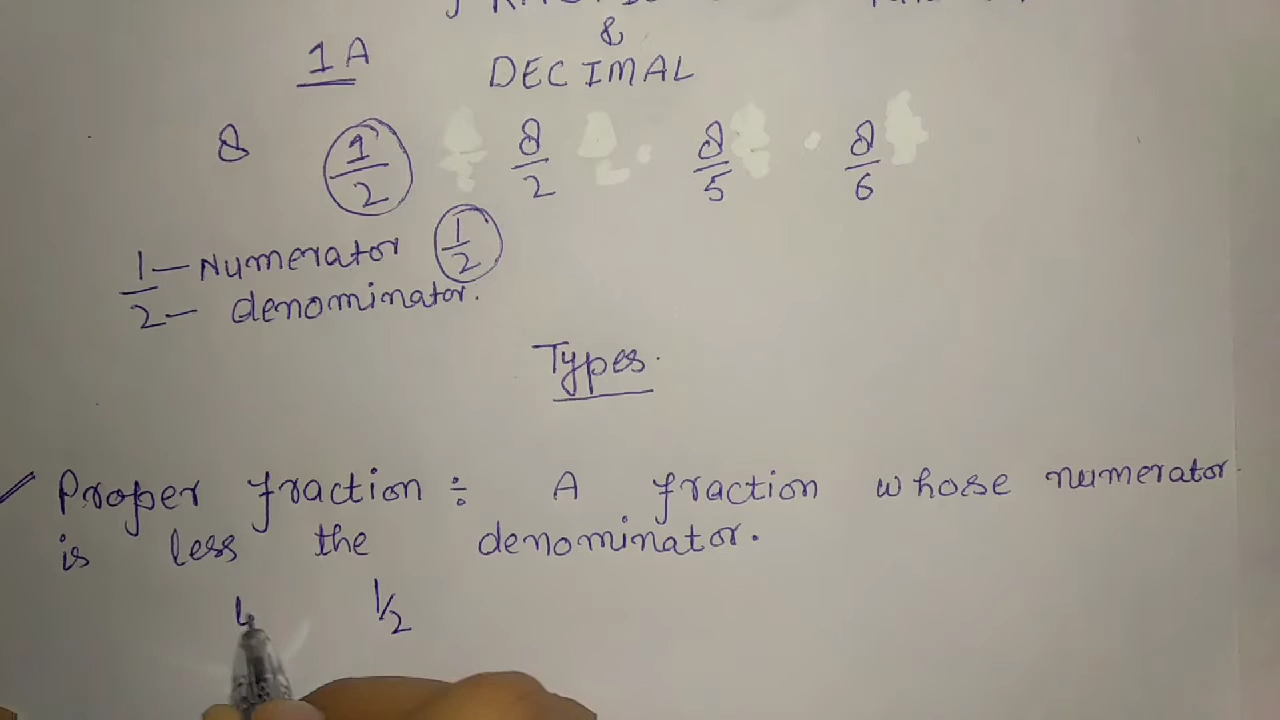 &
1A DECIMAL
8 1/2 8/2 8/5 8/6
1 — Numerator 1/2
2 — denominator.
Types.
Proper fraction ÷ A fraction whose numerator
is less the denominator.
4 1/2